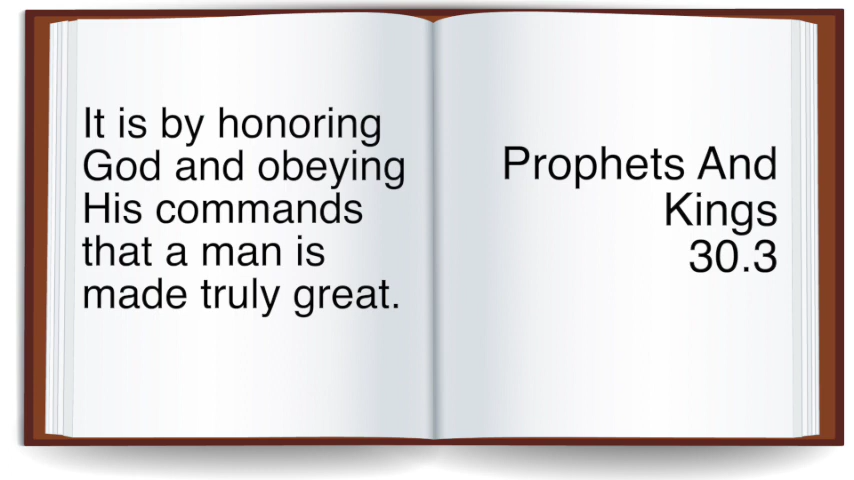 It is by honoring
God and obeying
His commands
that a man is
made truly great.
Prophets And
Kings
30.3